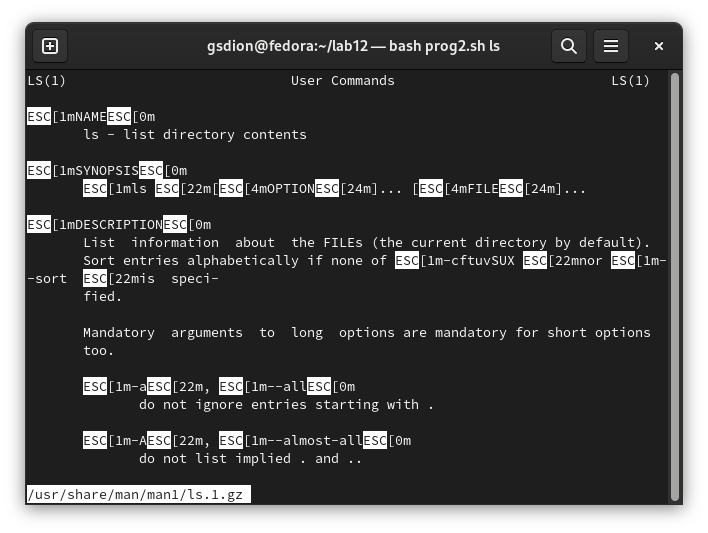 gsdion@fedora:~/lab12 — bash prog2.sh ls
LS(1) User Commands LS(1)
ESC[1mNAMEESC[0m
ls - list directory contents
ESC[1mSYNOPSISESC[0m
ESC[1mls ESC[22m[ESC[4mOPTIONESC[24m]... [ESC[4mFILEESC[24m]...
ESC[1mDESCRIPTIONESC[0m
List information about the FILEs (the current directory by default).
Sort entries alphabetically if none of ESC[1m-cftuvSUX ESC[22mnor ESC[1m-
-sort ESC[22mis speci-
fied.
Mandatory arguments to long options are mandatory for short options
too.
ESC[1m-aESC[22m, ESC[1m--allESC[0m
do not ignore entries starting with .
ESC[1m-AESC[22m, ESC[1m--almost-allESC[0m
do not list implied . and ..
/usr/share/man/man1/ls.1.gz